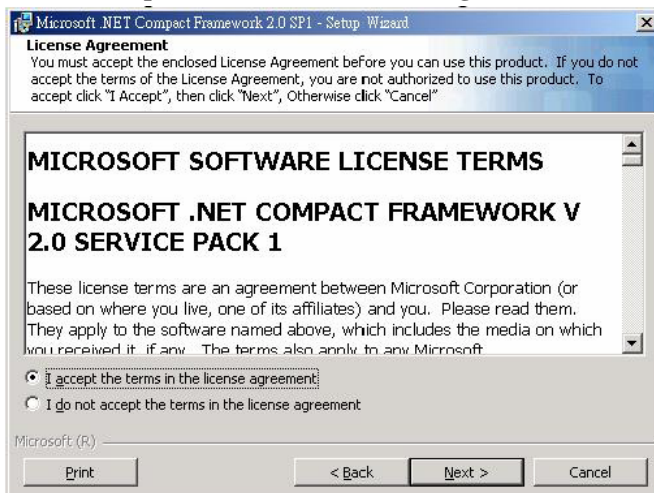 Microsoft .NET Compact Framework 2.0 SP1 - Setup Wizard
License Agreement
You must accept the enclosed License Agreement before you can use this product. If you do not
accept the terms of the License Agreement, you are not authorized to use this product. To
accept click "I Accept", then click "Next", Otherwise click "Cancel"
MICROSOFT SOFTWARE LICENSE TERMS
MICROSOFT .NET COMPACT FRAMEWORK V
2.0 SERVICE PACK 1
These license terms are an agreement between Microsoft Corporation (or
based on where you live, one of its affiliates) and you. Please read them.
They apply to the software named above, which includes the media on which
you received it, if any. The terms also apply to any Microsoft
I accept the terms in the license agreement
I do not accept the terms in the license agreement
Microsoft (R)
Print
< Back
Next >
Cancel